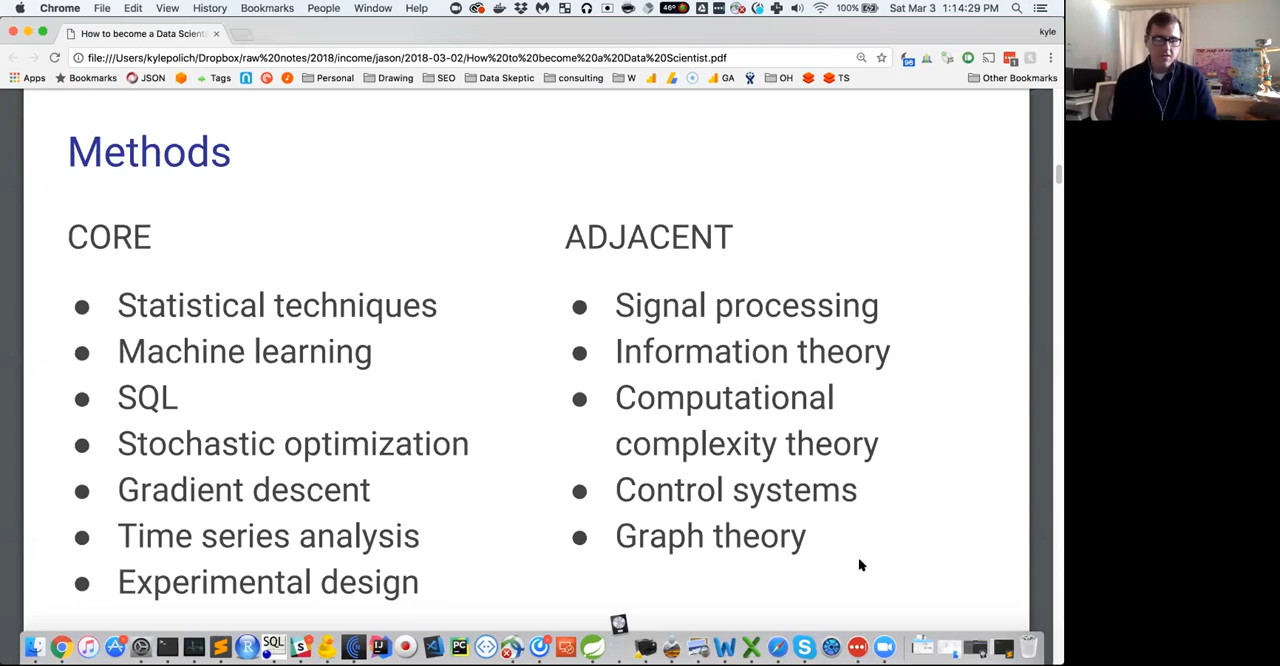 Chrome File Edit View History Bookmarks People Window Help 46° 100% Sat Mar 3 1:14:29 PM
How to become a Data Scienti × kyle
file:///Users/kylepolich/Dropbox/raw%20notes/2018/income/jason/2018-03-02/How%20to%20become%20a%20Data%20Scientist.pdf
Apps Bookmarks JSON Tags Personal Drawing SEO Data Skeptic consulting W GA OH TS Other Bookmarks
Methods
CORE
● Statistical techniques
● Machine learning
● SQL
● Stochastic optimization
● Gradient descent
● Time series analysis
● Experimental design
ADJACENT
● Signal processing
● Information theory
● Computational
complexity theory
● Control systems
● Graph theory
SQL